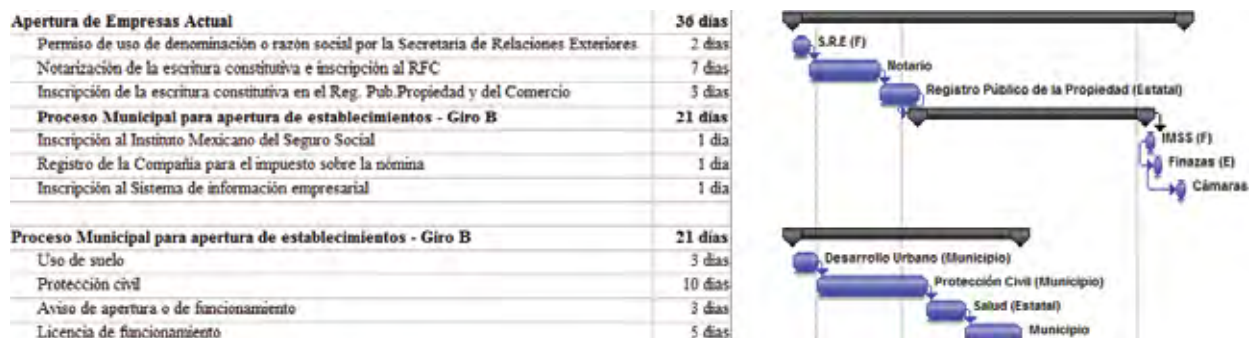 Apertura de Empresas Actual 36 días
Permiso de uso de denominación o razón social por la Secretaría de Relaciones Exteriores 2 días
S.R.E (F)
Notarización de la escritura constitutiva e inscripción al RFC 7 días
Notario
Inscripción de la escritura constitutiva en el Reg. Pub.Propiedad y del Comercio 3 días
Registro Público de la Propiedad (Estatal)
Proceso Municipal para apertura de establecimientos - Giro B 21 días
Inscripción al Instituto Mexicano del Seguro Social 1 día
IMSS (F)
Registro de la Compañía para el impuesto sobre la nómina 1 día
Finazas (E)
Inscripción al Sistema de información empresarial 1 día
Cámaras
Proceso Municipal para apertura de establecimientos - Giro B 21 días
Uso de suelo 3 días
Desarrollo Urbano (Municipio)
Protección civil 10 días
Protección Civil (Municipio)
Aviso de apertura o de funcionamiento 3 días
Salud (Estatal)
Licencia de funcionamiento 5 días
Municipio